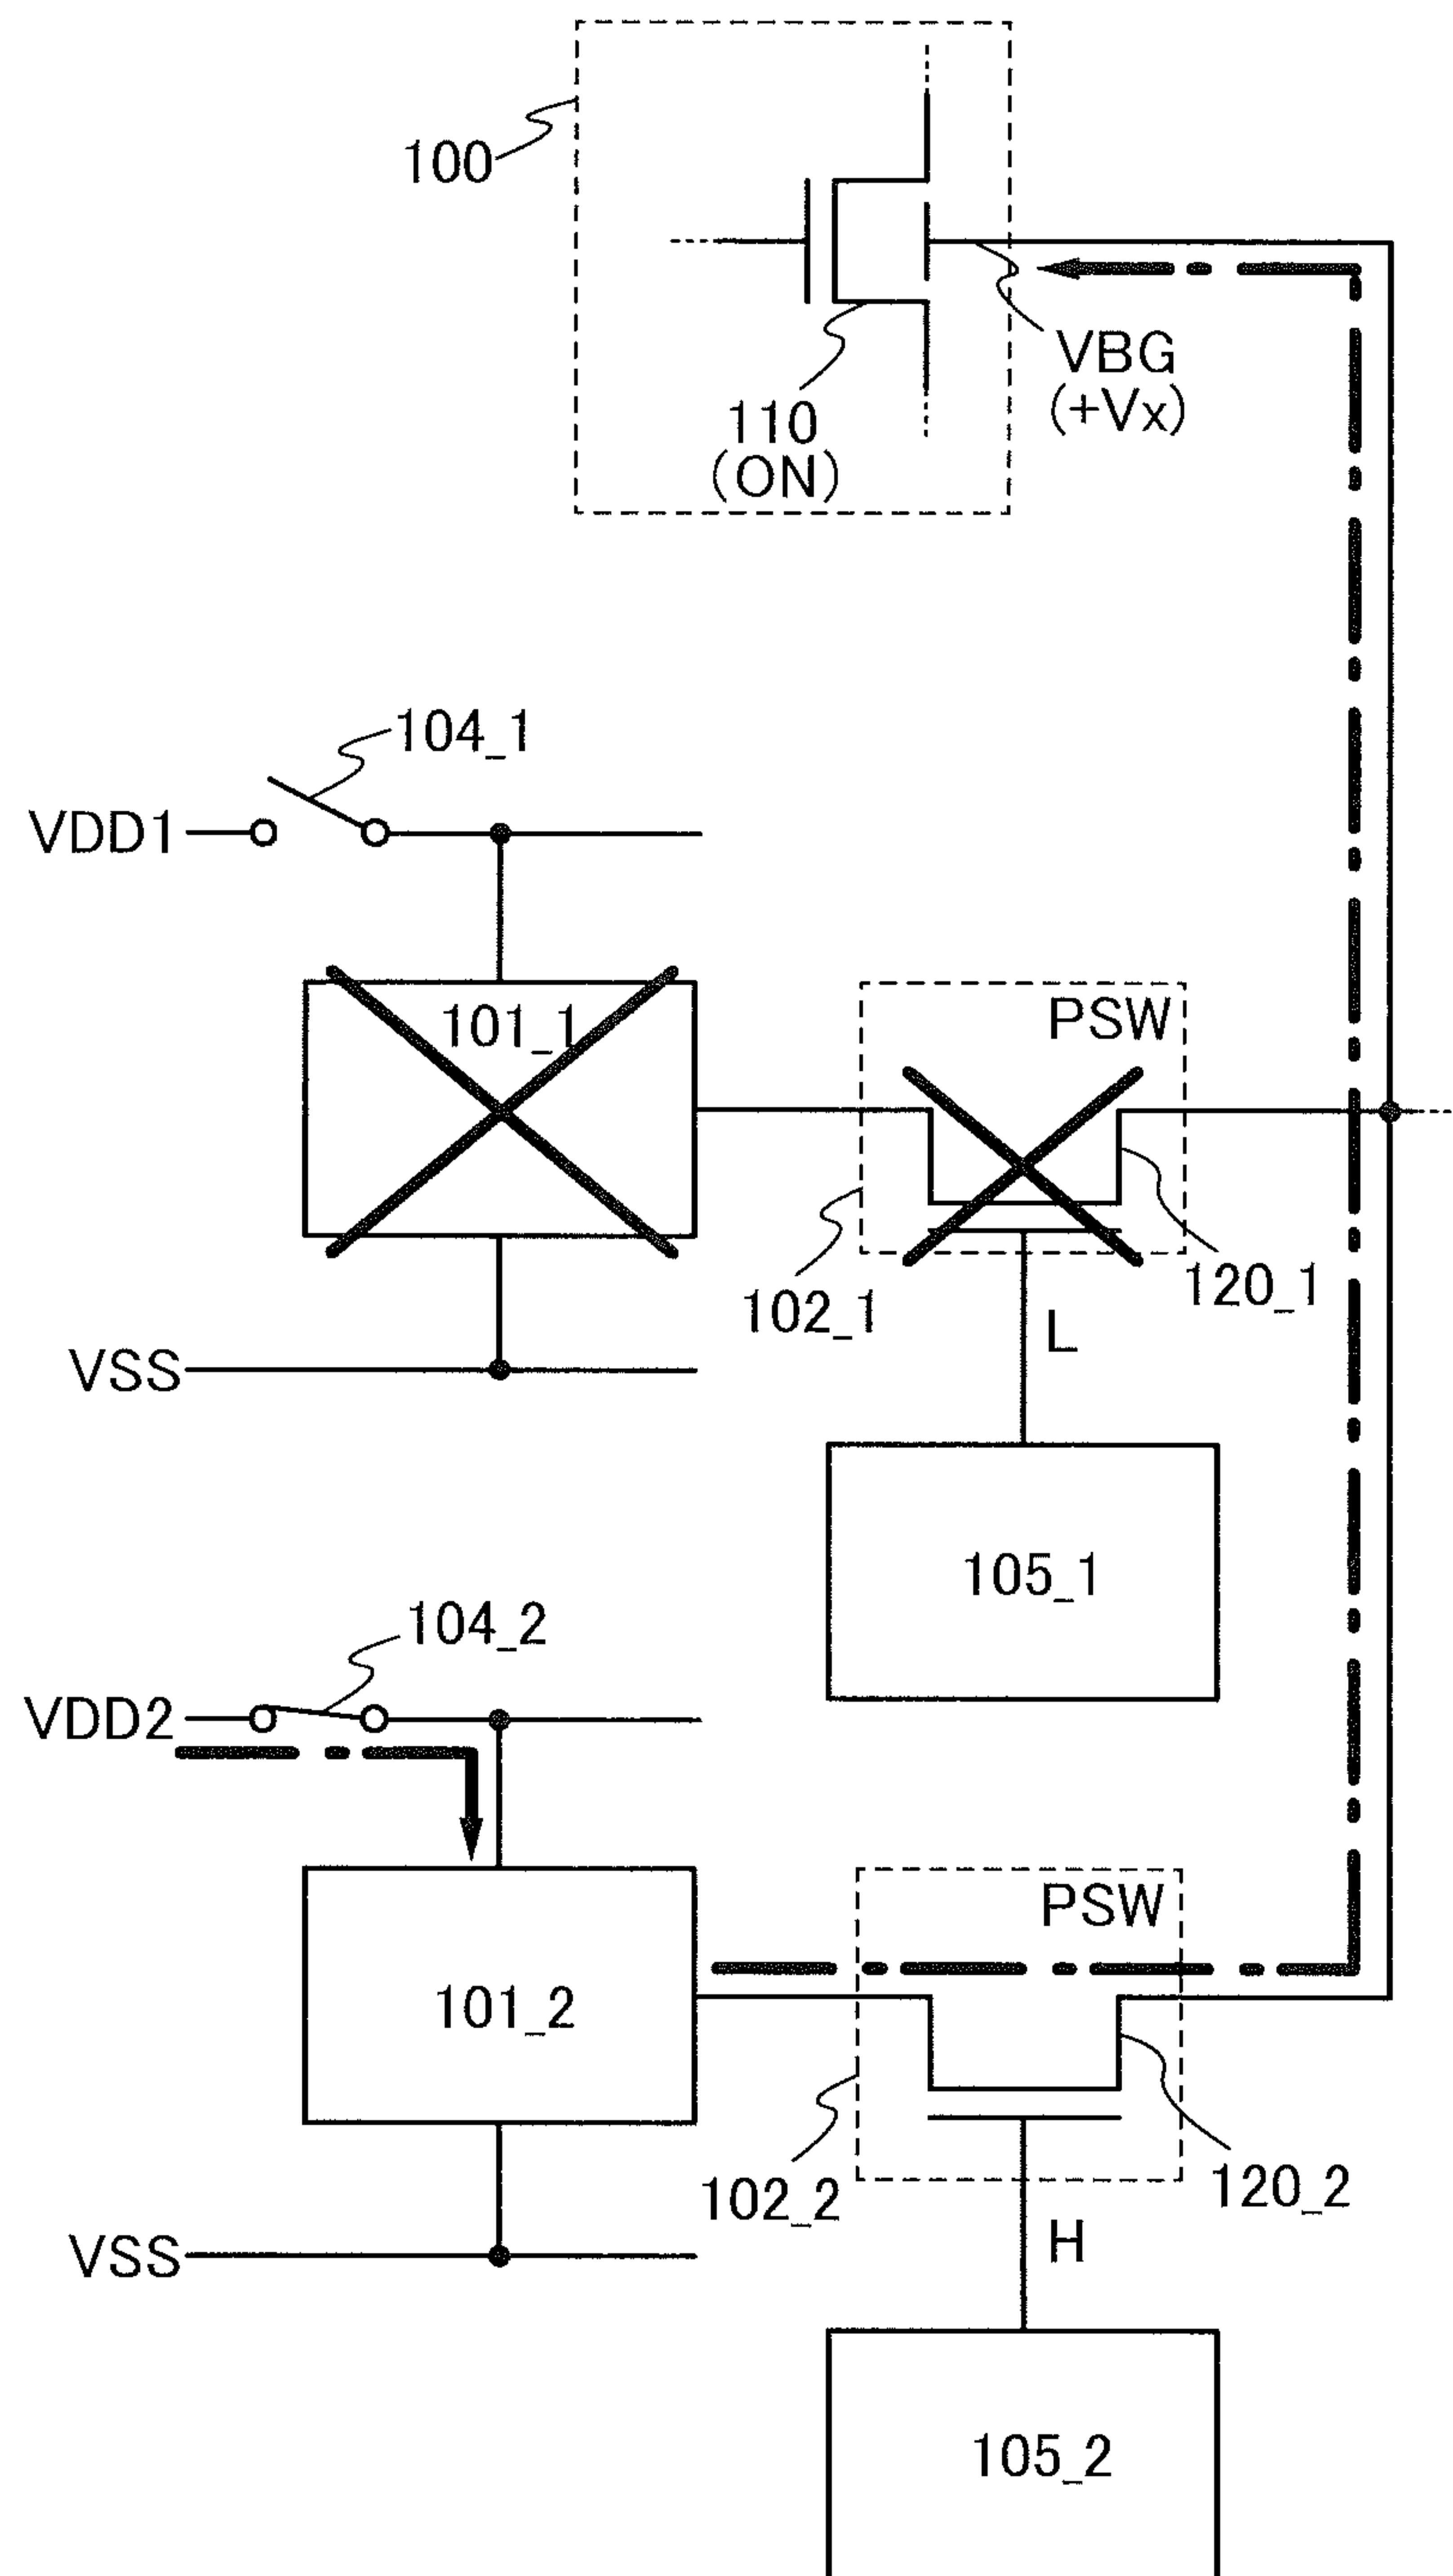 100
VBG
(+Vx)
110
(ON)
104_1
VDD1
101_1
PSW
102_1
120_1
L
VSS
105_1
104_2
VDD2
PSW
101_2
102_2
120_2
H
VSS
105_2